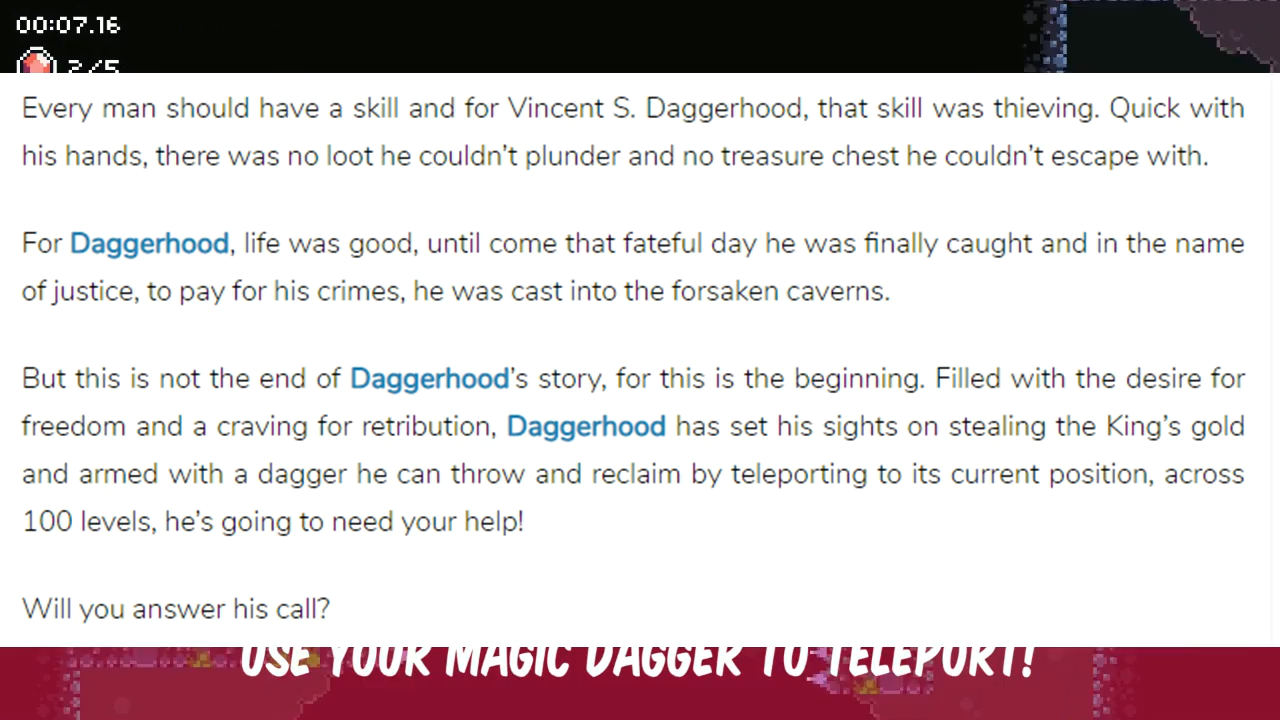 00:07.16
2/5
Every man should have a skill and for Vincent S. Daggerhood, that skill was thieving. Quick with
his hands, there was no loot he couldn’t plunder and no treasure chest he couldn’t escape with.
For Daggerhood, life was good, until come that fateful day he was finally caught and in the name
of justice, to pay for his crimes, he was cast into the forsaken caverns.
But this is not the end of Daggerhood’s story, for this is the beginning. Filled with the desire for
freedom and a craving for retribution, Daggerhood has set his sights on stealing the King’s gold
and armed with a dagger he can throw and reclaim by teleporting to its current position, across
100 levels, he’s going to need your help!
Will you answer his call?
USE YOUR MAGIC DAGGER TO TELEPORT!